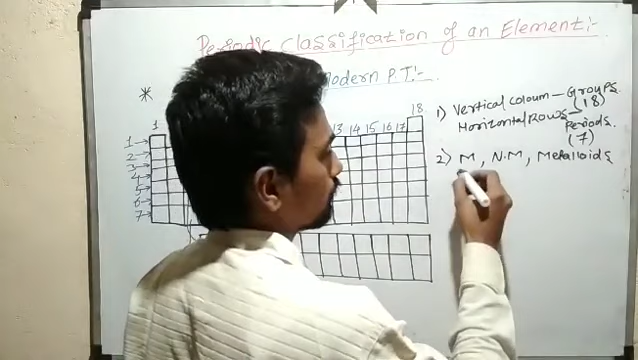 Periodic Classification of an Element:-
Modern P.T:-
*
18
1 13 14 15 16 17
1
2
3
4
5
6
7
1) Vertical Coloum - Groups
(18)
Horizontal Rows - Periods.
(7)
2) M, N.M, Metalloids